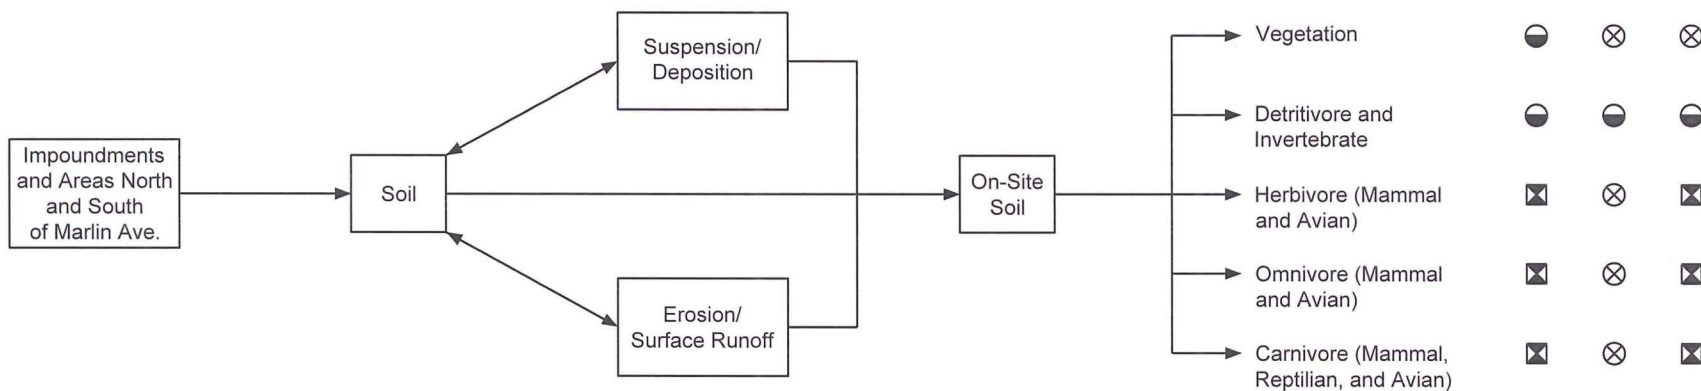 Impoundments
and Areas North
and South
of Marlin Ave.
Soil
Suspension/
Deposition
Erosion/
Surface Runoff
On-Site
Soil
Vegetation
Detritivore and
Invertebrate
Herbivore (Mammal
and Avian)
Omnivore (Mammal
and Avian)
Carnivore (Mammal,
Reptilian, and Avian)